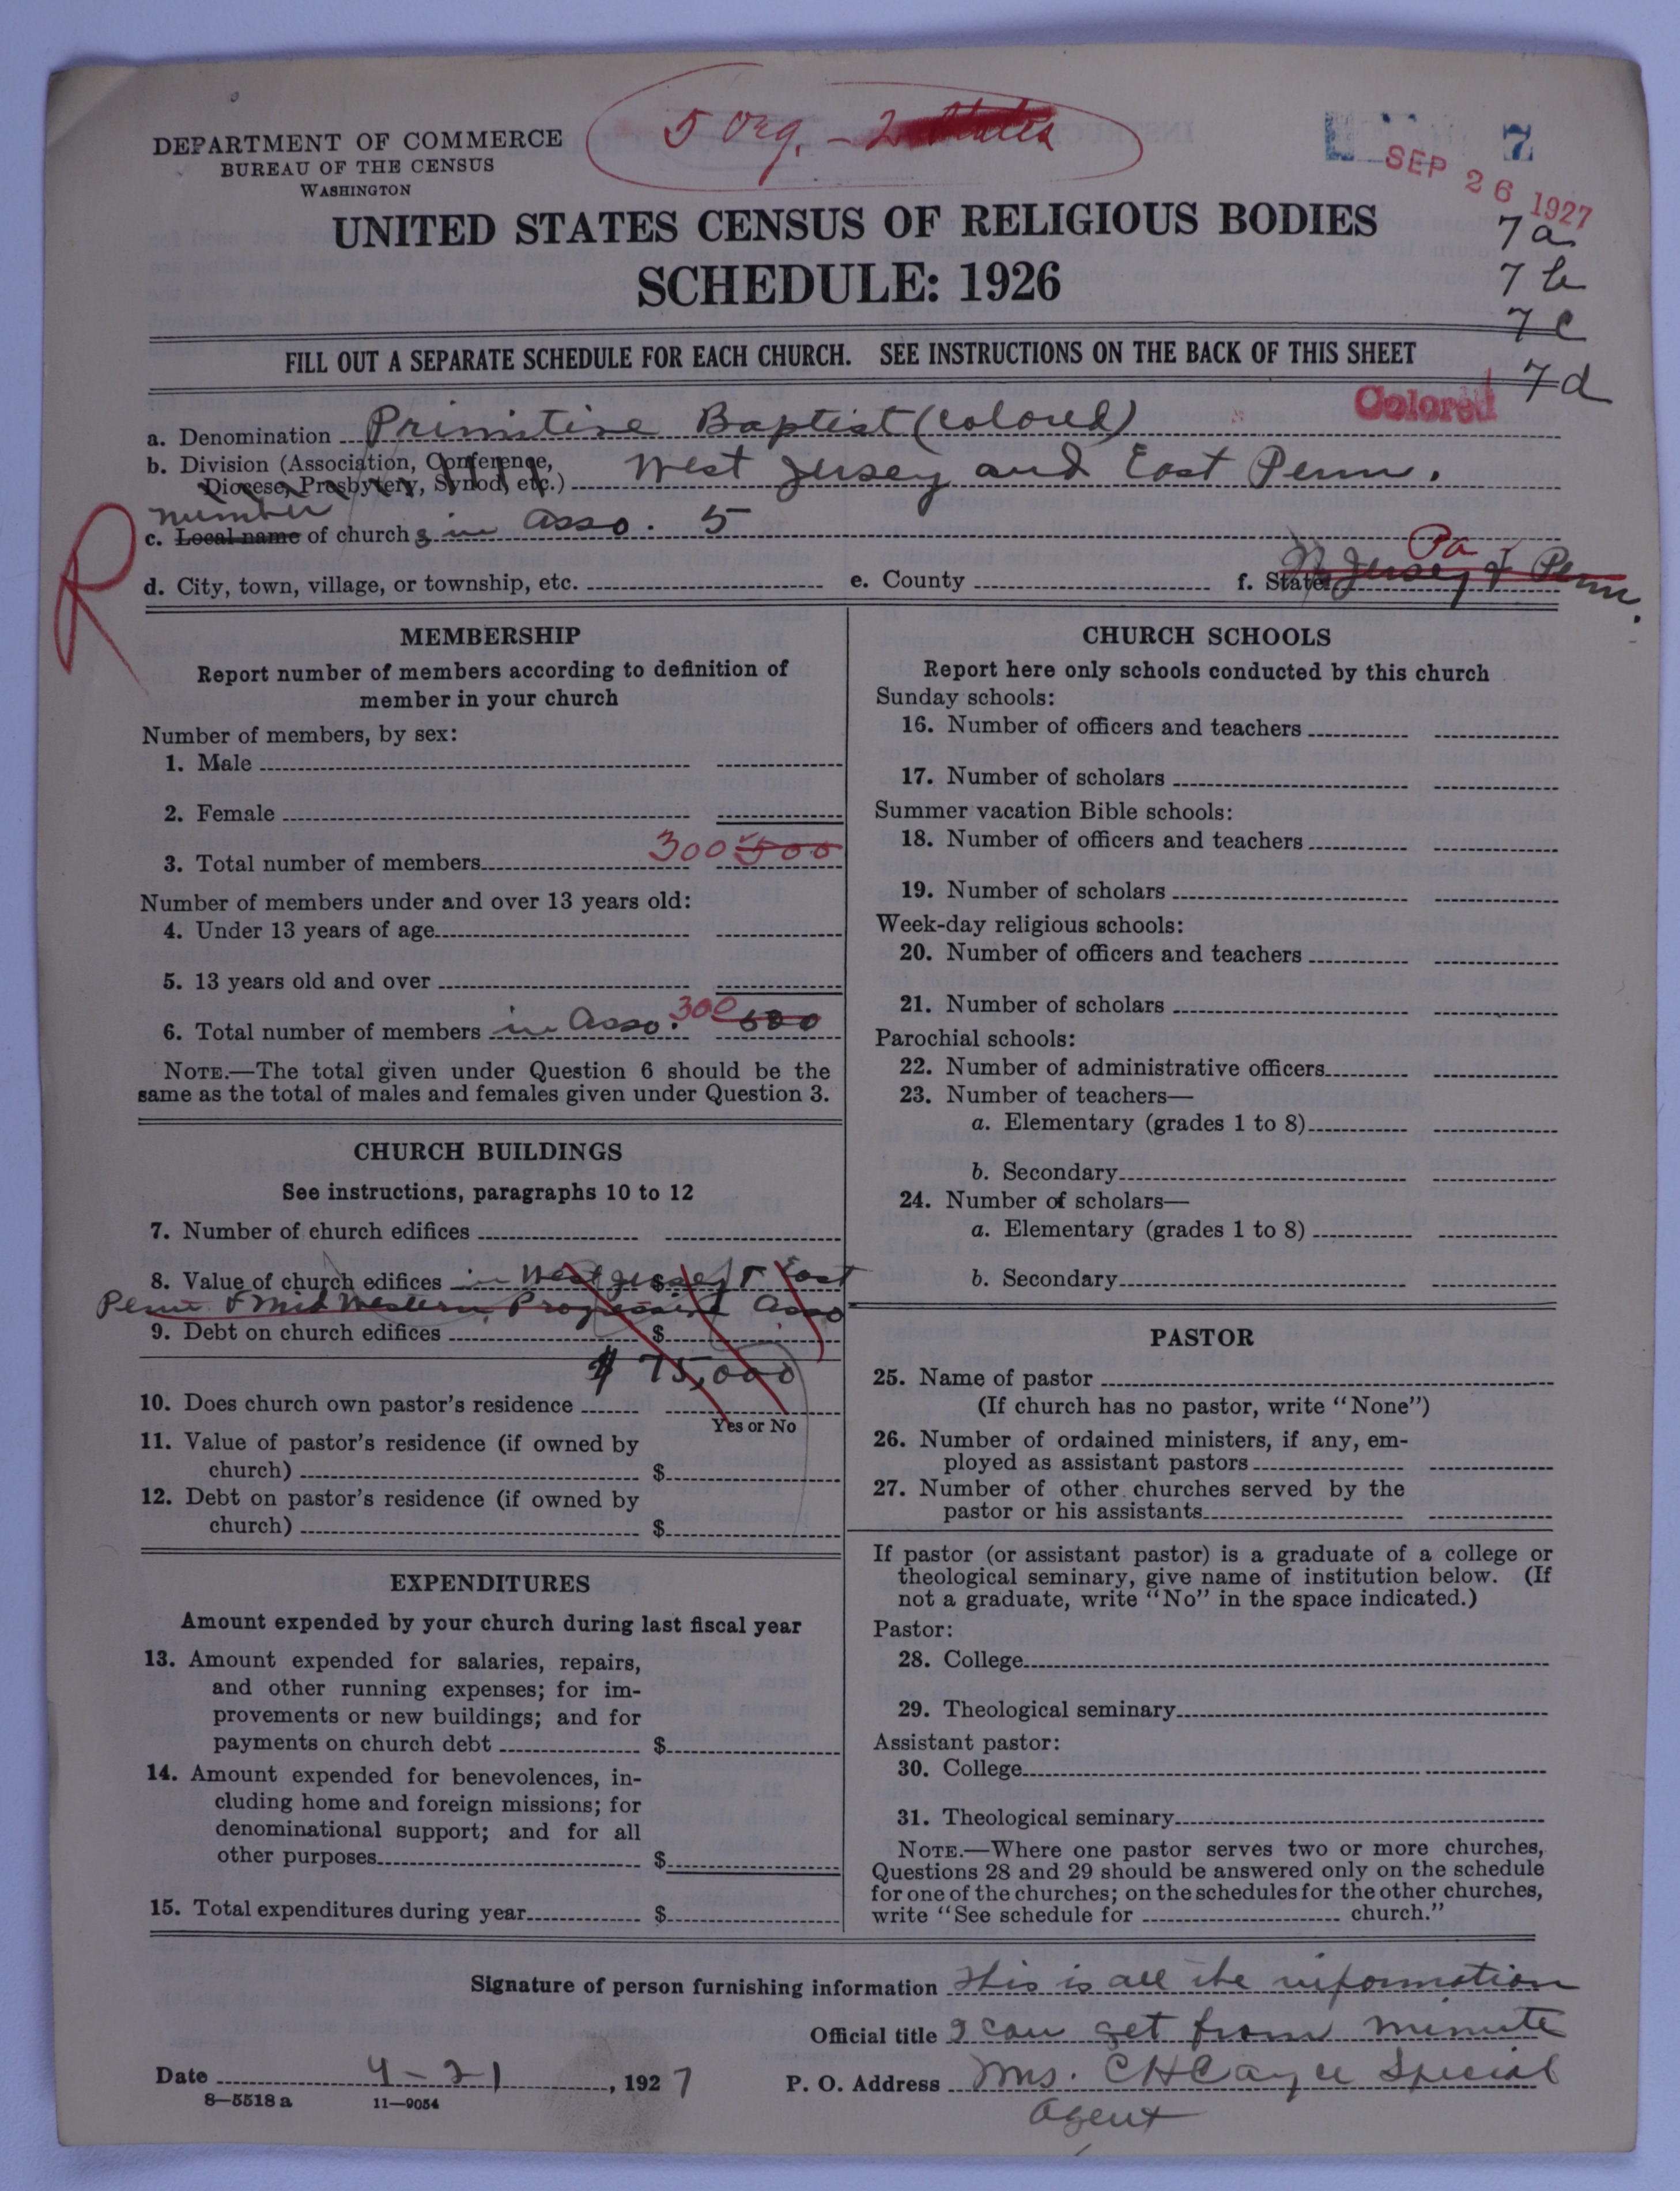 DEPARTMENT OF COMMERCE
BUREAU OF THE CENSUS
WASHINGTON
5 Org. - 2 States
7
SEP 26 1927
UNITED STATES CENSUS OF RELIGIOUS BODIES
SCHEDULE: 1926
7a
7b
7c
7d
FILL OUT A SEPARATE SCHEDULE FOR EACH CHURCH. SEE INSTRUCTIONS ON THE BACK OF THIS SHEET
Colored
a. Denomination Primitive Baptist (Colored)
b. Division (Association, Conference, Diocese, Presbytery, Synod, etc.) West Jersey and East Penn.
number
c. Local name of churchs in Asso. 5
R
Pa
d. City, town, village, or township, etc. e. County f. State N Jersey & Penn.
MEMBERSHIP
Report number of members according to definition of
member in your church
Number of members, by sex:
1. Male
2. Female
3. Total number of members 300 500
Number of members under and over 13 years old:
4. Under 13 years of age
5. 13 years old and over
6. Total number of members in Asso. 300 500
NOTE.—The total given under Question 6 should be the
same as the total of males and females given under Question 3.
CHURCH BUILDINGS
See instructions, paragraphs 10 to 12
7. Number of church edifices
8. Value of church edifices in West Jersey & East $
Penn & Mid Western Progressive Asso
9. Debt on church edifices $
$ 75,000
10. Does church own pastor's residence
Yes or No
11. Value of pastor's residence (if owned by
church) $
12. Debt on pastor's residence (if owned by
church) $
EXPENDITURES
Amount expended by your church during last fiscal year
13. Amount expended for salaries, repairs,
and other running expenses; for im-
provements or new buildings; and for
payments on church debt $
14. Amount expended for benevolences, in-
cluding home and foreign missions; for
denominational support; and for all
other purposes $
15. Total expenditures during year $
CHURCH SCHOOLS
Report here only schools conducted by this church
Sunday schools:
16. Number of officers and teachers
17. Number of scholars
Summer vacation Bible schools:
18. Number of officers and teachers
19. Number of scholars
Week-day religious schools:
20. Number of officers and teachers
21. Number of scholars
Parochial schools:
22. Number of administrative officers
23. Number of teachers—
a. Elementary (grades 1 to 8)
b. Secondary
24. Number of scholars—
a. Elementary (grades 1 to 8)
b. Secondary
PASTOR
25. Name of pastor
(If church has no pastor, write "None")
26. Number of ordained ministers, if any, em-
ployed as assistant pastors
27. Number of other churches served by the
pastor or his assistants
If pastor (or assistant pastor) is a graduate of a college or
theological seminary, give name of institution below. (If
not a graduate, write "No" in the space indicated.)
Pastor:
28. College
29. Theological seminary
Assistant pastor:
30. College
31. Theological seminary
NOTE.—Where one pastor serves two or more churches,
Questions 28 and 29 should be answered only on the schedule
for one of the churches; on the schedules for the other churches,
write "See schedule for church."
Signature of person furnishing information This is all the information
Official title I can get from minute
Date 4-21, 1927 P. O. Address Mrs. C H Cayce Special
8—5518 a 11—9054
Agent